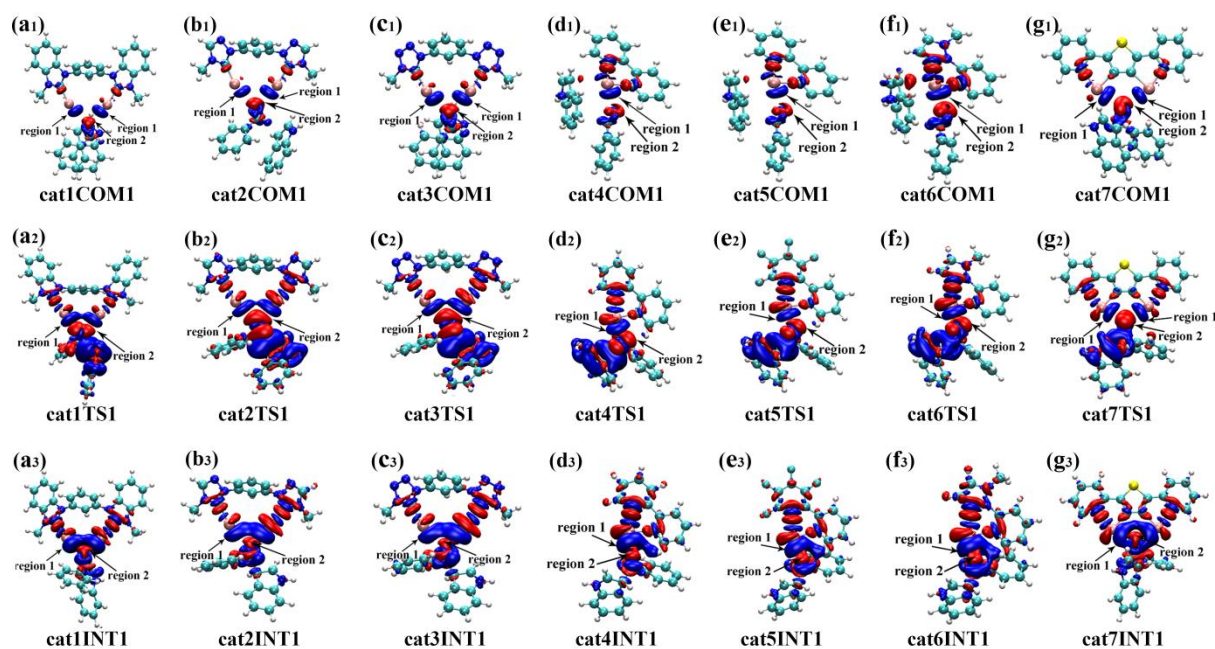 (a1) (b1) (c1) (d1) (e1) (f1) (g1)
region 1 region 1
region 2
region 1 region 1
region 2
region 1 region 1
region 2
region 1
region 2
region 1
region 2
region 1
region 2
region 1 region 1
region 2
cat1COM1 cat2COM1 cat3COM1 cat4COM1 cat5COM1 cat6COM1 cat7COM1
(a2) (b2) (c2) (d2) (e2) (f2) (g2)
region 1 region 2
region 1 region 2
region 1 region 2
region 1 region 2
region 1 region 2
region 1 region 2
region 1 region 2
cat1TS1 cat2TS1 cat3TS1 cat4TS1 cat5TS1 cat6TS1 cat7TS1
(a3) (b3) (c3) (d3) (e3) (f3) (g3)
region 1 region 2
region 1 region 2
region 1 region 2
region 1
region 2
region 1
region 2
region 1
region 2
region 1 region 2
cat1INT1 cat2INT1 cat3INT1 cat4INT1 cat5INT1 cat6INT1 cat7INT1